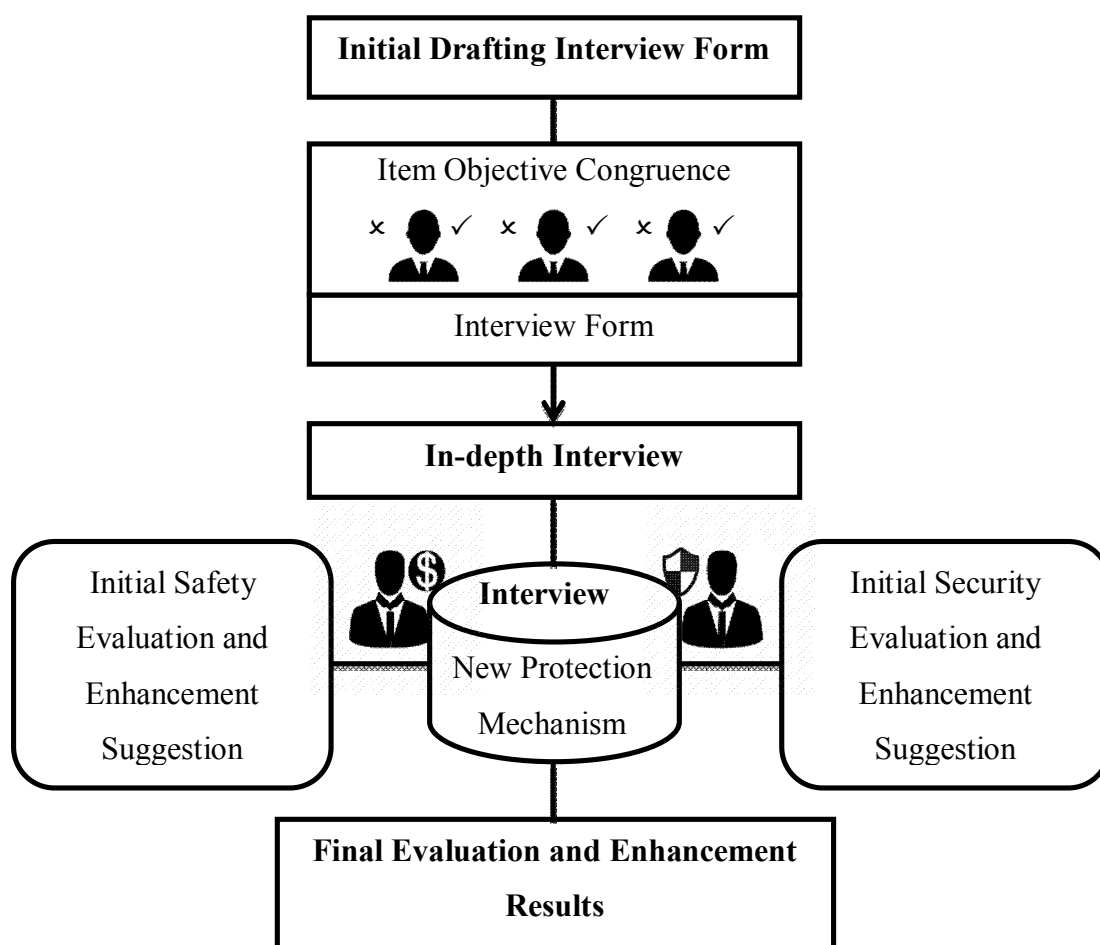 Initial Drafting Interview Form
Item Objective Congruence
× ✓ × ✓ × ✓
Interview Form
In-depth Interview
Initial Safety
Evaluation and
Enhancement
Suggestion
$
Interview
New Protection
Mechanism
Initial Security
Evaluation and
Enhancement
Suggestion
Final Evaluation and Enhancement
Results